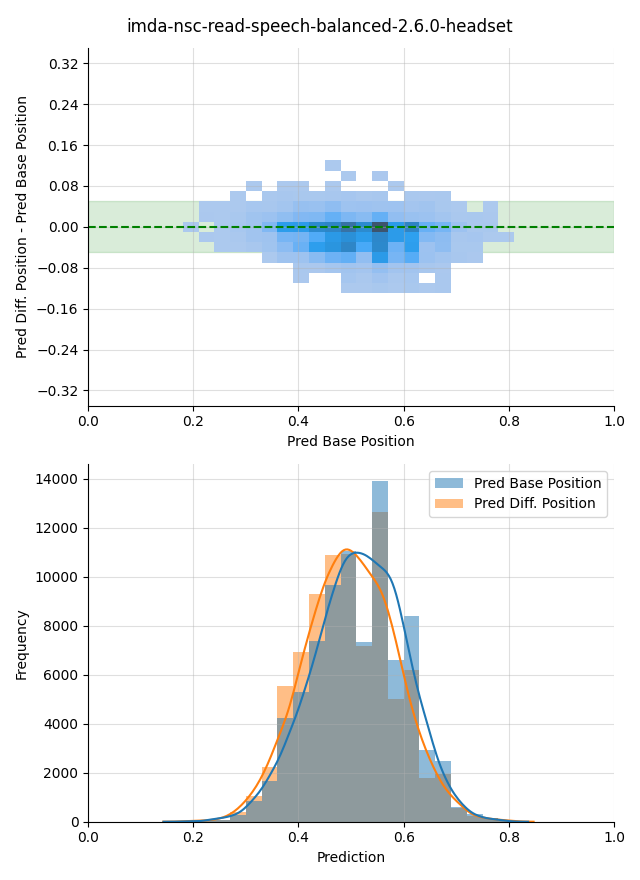 imda-nsc-read-speech-balanced-2.6.0-headset
0.32
0.24
0.16
0.08
0.00
−0.08
−0.16
−0.24
−0.32
Pred Diff. Position - Pred Base Position
0.0 0.2 0.4 0.6 0.8 1.0
Pred Base Position
14000
12000
10000
8000
6000
4000
2000
0
Frequency
Pred Base Position
Pred Diff. Position
0.0 0.2 0.4 0.6 0.8 1.0
Prediction